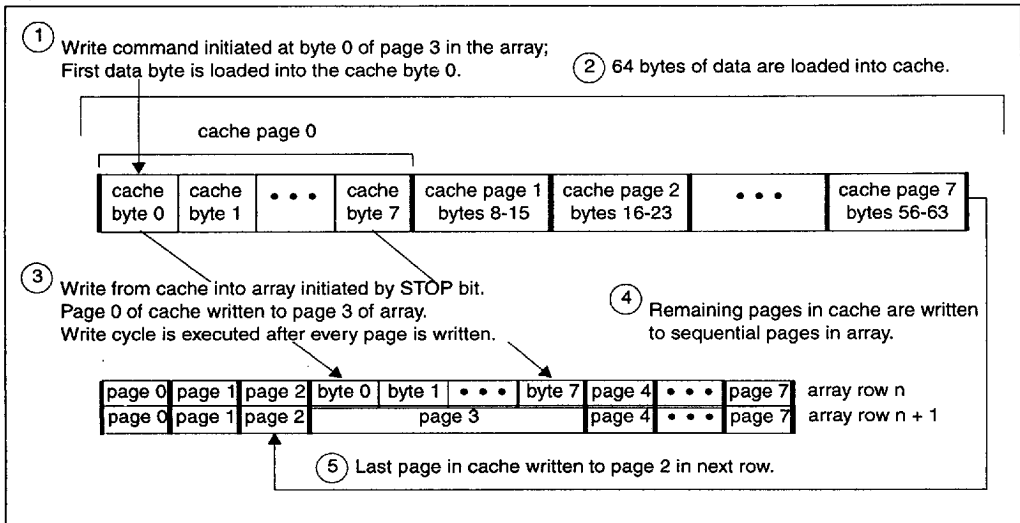 1 Write command initiated at byte 0 of page 3 in the array;
First data byte is loaded into the cache byte 0.
2 64 bytes of data are loaded into cache.
cache page 0
cache byte 0 cache byte 1 • • • cache byte 7 cache page 1 bytes 8-15 cache page 2 bytes 16-23 • • • cache page 7 bytes 56-63
3 Write from cache into array initiated by STOP bit.
Page 0 of cache written to page 3 of array.
Write cycle is executed after every page is written.
4 Remaining pages in cache are written
to sequential pages in array.
page 0 page 1 page 2 byte 0 byte 1 • • • byte 7 page 4 • • • page 7 array row n
page 0 page 1 page 2 page 3 page 4 • • • page 7 array row n + 1
5 Last page in cache written to page 2 in next row.